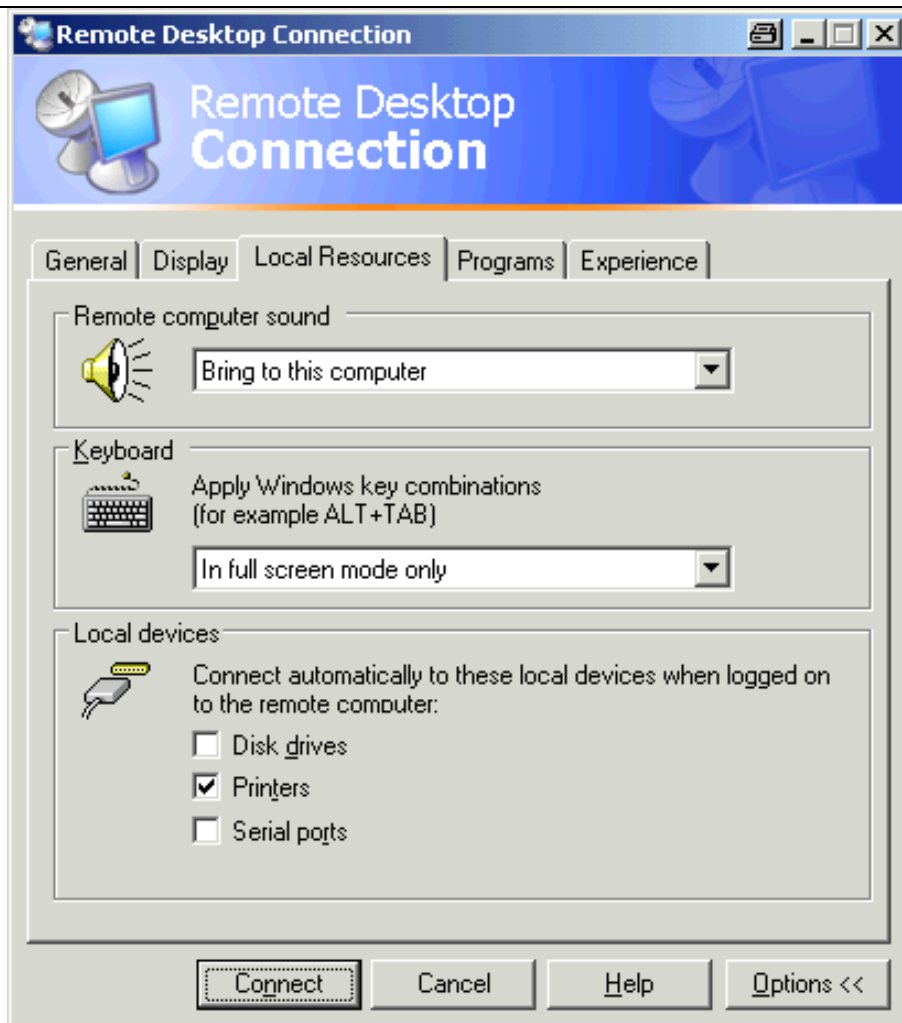 Remote Desktop Connection
Remote Desktop
Connection
General Display Local Resources Programs Experience
Remote computer sound
Bring to this computer
Keyboard
Apply Windows key combinations
(for example ALT+TAB)
In full screen mode only
Local devices
Connect automatically to these local devices when logged on
to the remote computer:
Disk drives
Printers
Serial ports
Connect Cancel Help Options <<